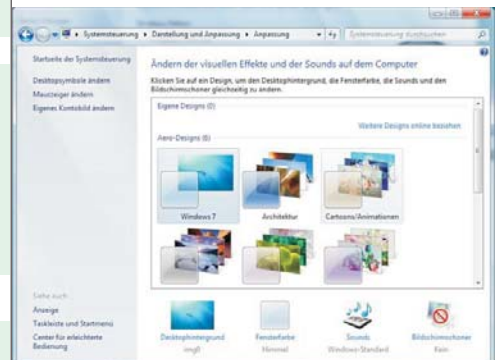 Systemsteuerung ▸ Darstellung und Anpassung ▸ Anpassung
Systemsteuerung durchsuchen
Startseite der Systemsteuerung
Desktopsymbole ändern
Mauszeiger ändern
Eigenes Kontobild ändern
Ändern der visuellen Effekte und der Sounds auf dem Computer
Klicken Sie auf ein Design, um den Desktophintergrund, die Fensterfarbe, die Sounds und den
Bildschirmschoner gleichzeitig zu ändern.
Eigene Designs (0)
Weitere Designs online beziehen
Aero-Designs (6)
Windows 7
Architektur
Cartoons/Animationen
Siehe auch
Anzeige
Taskleiste und Startmenü
Center für erleichterte
Bedienung
Desktophintergrund
img0
Fensterfarbe
Himmel
Sounds
Windows-Standard
Bildschirmschoner
Kein